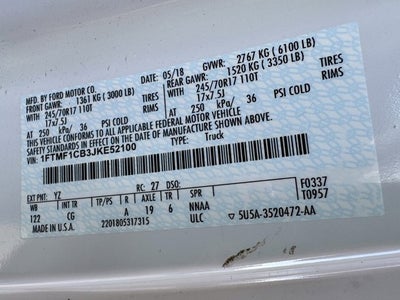 MFD. BY FORD MOTOR CO.
DATE: 05/18 GVWR: 2767 KG (6100 LB)
FRONT GAWR: 1361 KG (3000 LB) REAR GAWR: 1520 KG (3350 LB)
WITH 245/70R17 110T TIRES WITH 245/70R17 110T TIRES
17x7.5J RIMS 17x7.5J RIMS
AT 250 kPa/ 36 PSI COLD AT 250 kPa/ 36 PSI COLD
THIS VEHICLE CONFORMS TO ALL APPLICABLE FEDERAL MOTOR VEHICLE
SAFETY STANDARDS IN EFFECT ON THE DATE OF MANUFACTURE SHOWN ABOVE.
VIN: 1FTMF1CB3JKE52100 TYPE: Truck
EXT PNT: YZ RC: 27 DSO: F0337
WB INT TR TP/PS R AXLE TR SPR T0957
122 CG A 19 6 NNAA
MADE IN U.S.A. 2201805317315 ULC 5U5A-3520472-AA